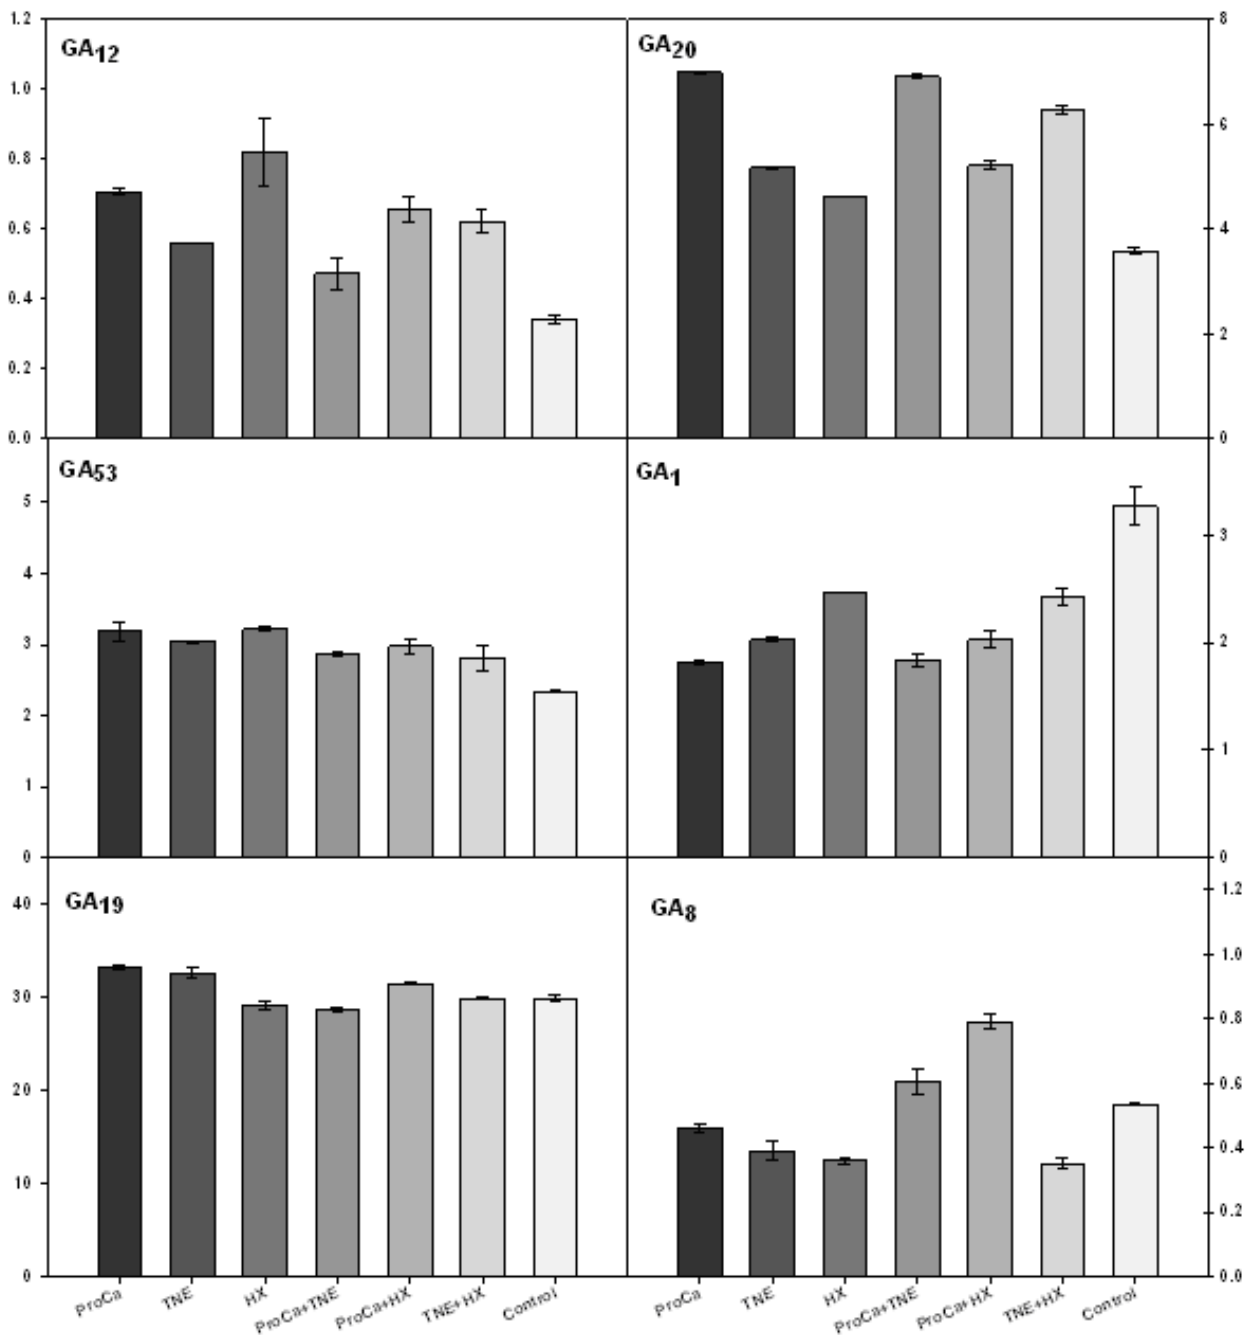 1.2
1.0
0.8
0.6
0.4
0.2
0.0
GA12
GA20
8
6
4
2
0
5
4
3
2
1
0
GA53
GA1
3
2
1
0
40
30
20
10
0
GA19
GA8
1.2
1.0
0.8
0.6
0.4
0.2
0.0
ProCa
TNE
HX
ProCa+TNE
ProCa+HX
TNE+HX
Control
ProCa
TNE
HX
ProCa+TNE
ProCa+HX
TNE+HX
Control